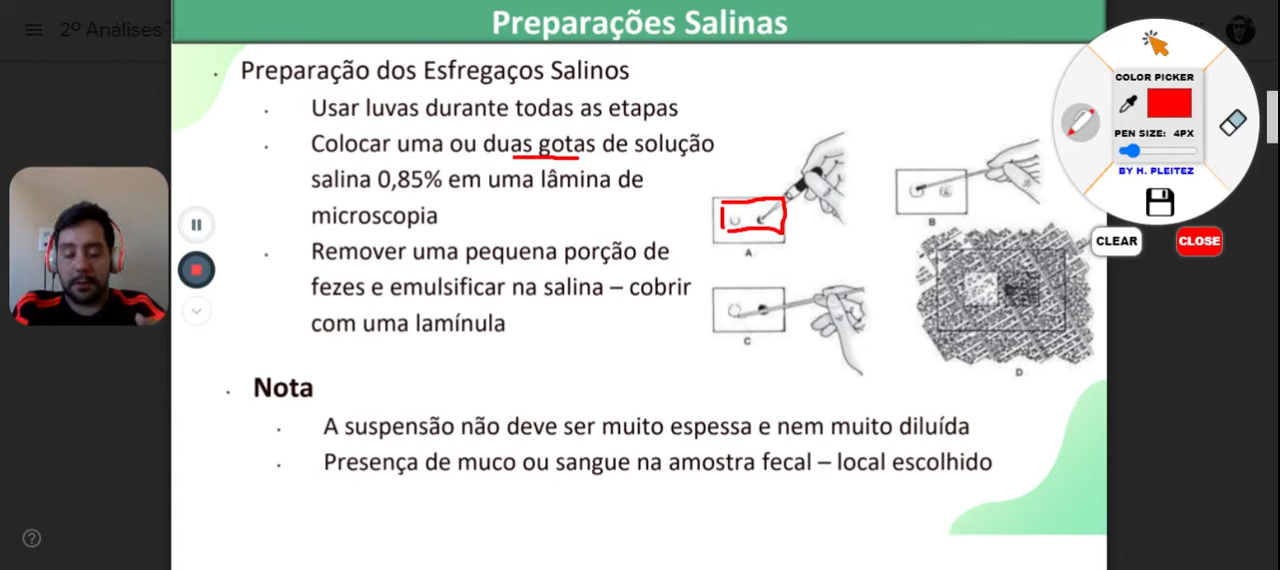 Preparações Salinas
2º Análises
Preparação dos Esfregaços Salinos
Usar luvas durante todas as etapas
Colocar uma ou duas gotas de solução
salina 0,85% em uma lâmina de
microscopia
Remover uma pequena porção de
fezes e emulsificar na salina – cobrir
com uma lamínula
A
B
C
D
Nota
A suspensão não deve ser muito espessa e nem muito diluída
Presença de muco ou sangue na amostra fecal – local escolhido
COLOR PICKER
PEN SIZE: 4PX
BY H. PLEITEZ
CLEAR
CLOSE